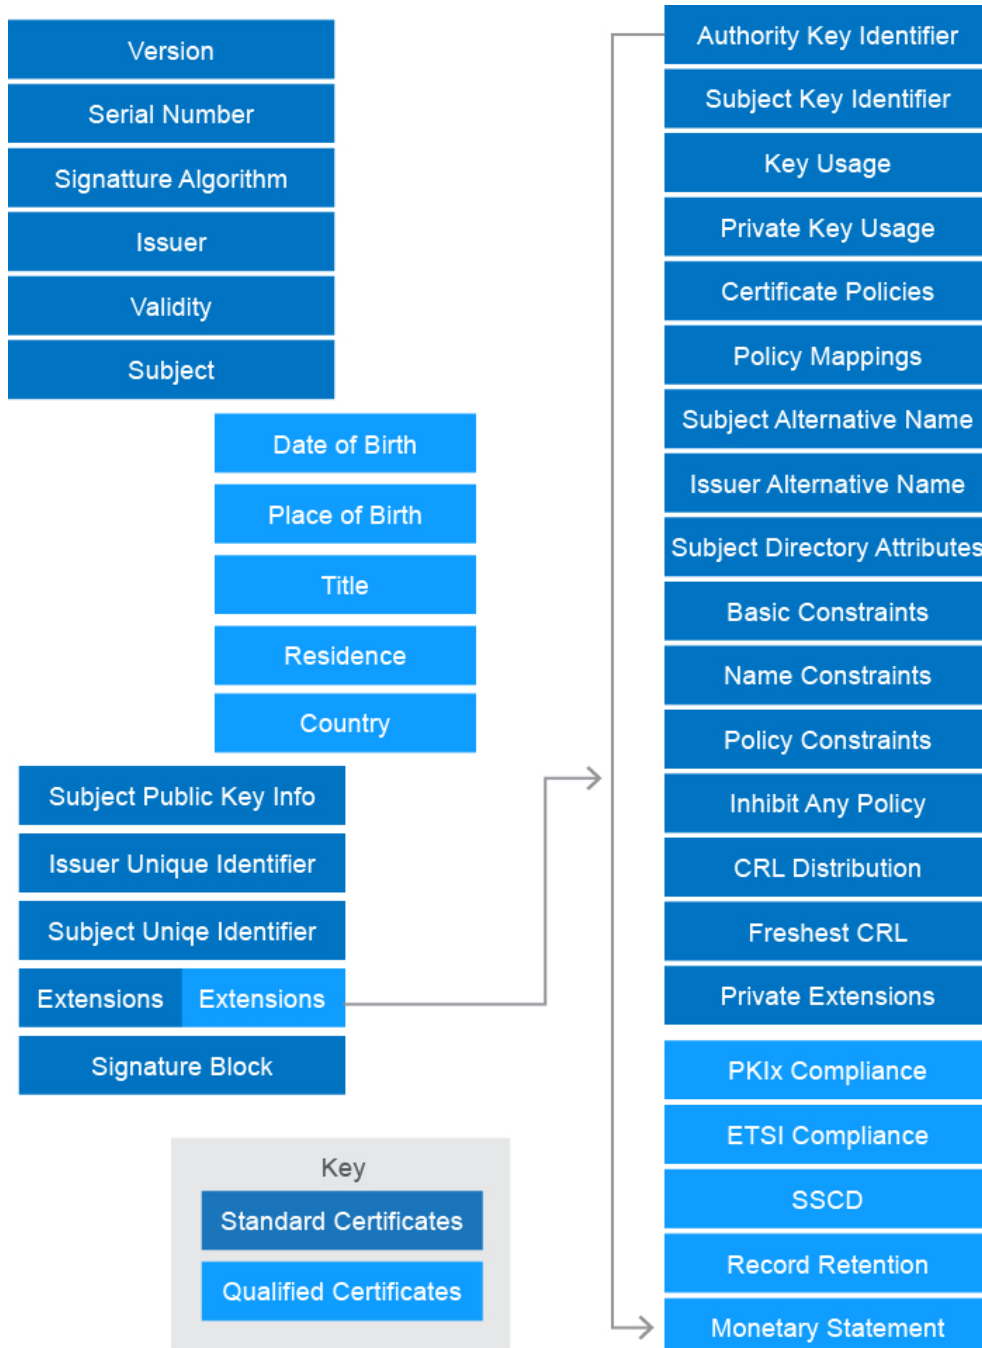 Version
Serial Number
Signatture Algorithm
Issuer
Validity
Subject
Date of Birth
Place of Birth
Title
Residence
Country
Subject Public Key Info
Issuer Unique Identifier
Subject Uniqe Identifier
Extensions Extensions
Signature Block
Key
Standard Certificates
Qualified Certificates
Authority Key Identifier
Subject Key Identifier
Key Usage
Private Key Usage
Certificate Policies
Policy Mappings
Subject Alternative Name
Issuer Alternative Name
Subject Directory Attributes
Basic Constraints
Name Constraints
Policy Constraints
Inhibit Any Policy
CRL Distribution
Freshest CRL
Private Extensions
PKIx Compliance
ETSI Compliance
SSCD
Record Retention
Monetary Statement